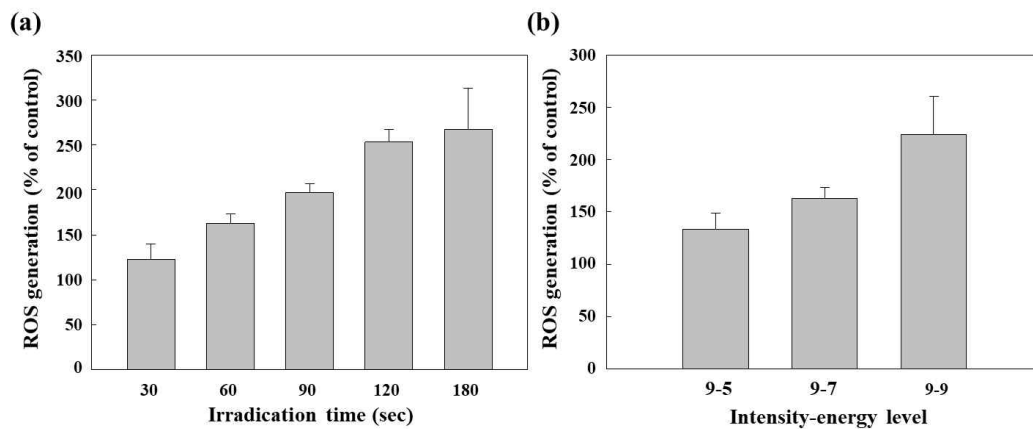 (a)
ROS generation (% of control)
350
300
250
200
150
100
50
0
30 60 90 120 180
Irradication time (sec)
(b)
ROS generation (% of control)
300
250
200
150
100
50
0
9-5 9-7 9-9
Intensity-energy level